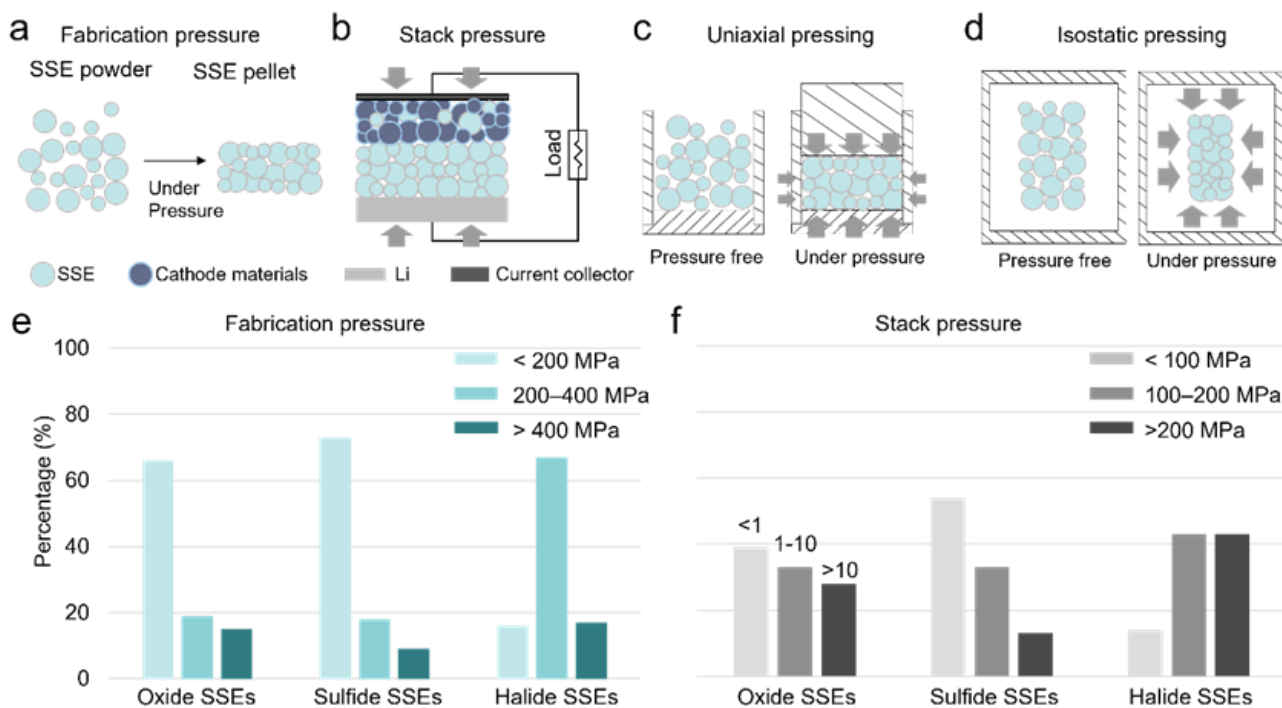 a Fabrication pressure
SSE powder SSE pellet
Under
Pressure
b Stack pressure
Load
c Uniaxial pressing
Pressure free Under pressure
d Isostatic pressing
Pressure free Under pressure
SSE Cathode materials Li Current collector
e Fabrication pressure
100
80
60
40
20
0
Percentage (%)
< 200 MPa
200–400 MPa
> 400 MPa
Oxide SSEs Sulfide SSEs Halide SSEs
f Stack pressure
< 100 MPa
100–200 MPa
>200 MPa
<1
1-10
>10
Oxide SSEs Sulfide SSEs Halide SSEs